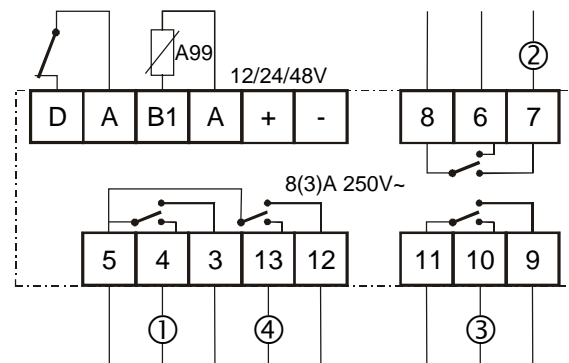 A99
12/24/48V
②
D A B1 A + -
8 6 7
8(3)A 250V~
5 4 3 13 12
11 10 9
① ④ ③